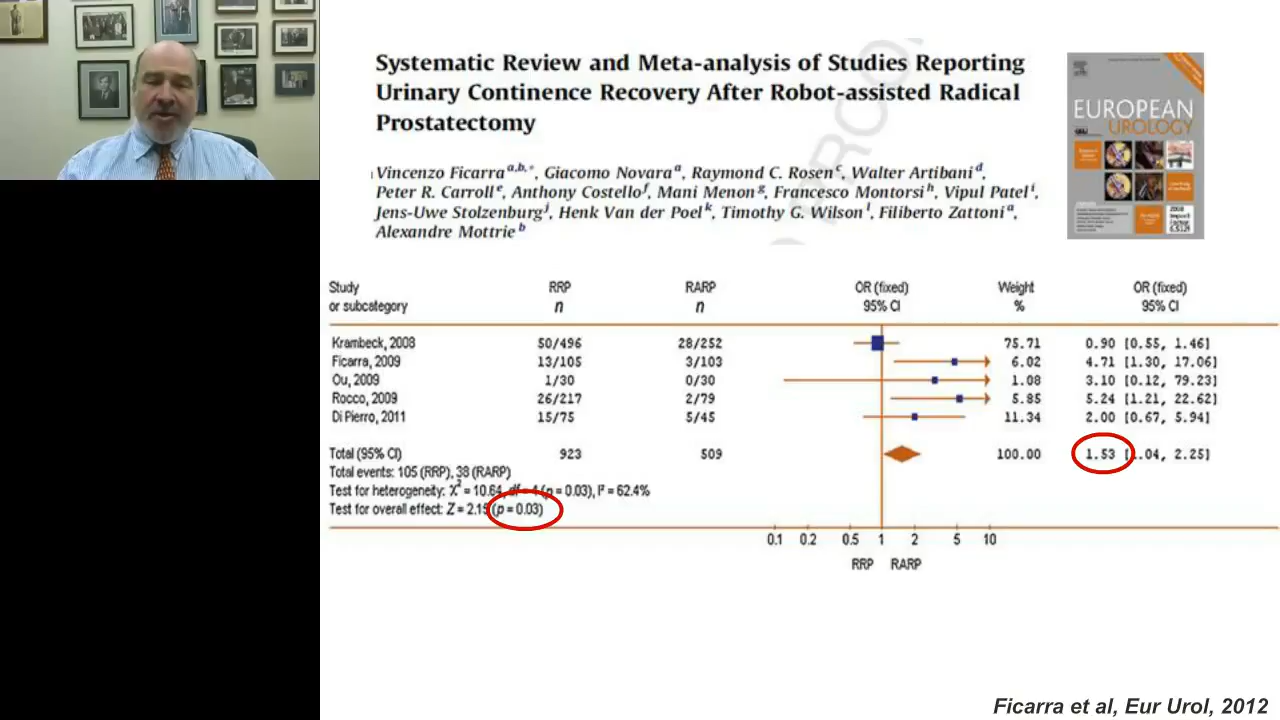 Systematic Review and Meta-analysis of Studies Reporting
Urinary Continence Recovery After Robot-assisted Radical
Prostatectomy
Vincenzo Ficarra a,b,*, Giacomo Novara a, Raymond C. Rosen c, Walter Artibani d,
Peter R. Carroll e, Anthony Costello f, Mani Menon g, Francesco Montorsi h, Vipul Patel i,
Jens-Uwe Stolzenburg j, Henk Van der Poel k, Timothy G. Wilson l, Filiberto Zattoni a,
Alexandre Mottrie b
EUROPEAN
UROLOGY
Study RRP RARP OR (fixed) Weight OR (fixed)
or subcategory n n 95% CI % 95% CI
Krambeck, 2008 50/496 28/252 75.71 0.90 [0.55, 1.46]
Ficarra, 2009 13/105 3/103 6.02 4.71 [1.30, 17.06]
Ou, 2009 1/30 0/30 1.08 3.10 [0.12, 79.23]
Rocco, 2009 26/217 2/79 5.85 5.24 [1.21, 22.62]
Di Pierro, 2011 15/75 5/45 11.34 2.00 [0.67, 5.94]
Total (95% CI) 923 509 100.00 1.53 [1.04, 2.25]
Total events: 105 (RRP), 38 (RARP)
Test for heterogeneity: X² = 10.64, df = 4 (p = 0.03), I² = 62.4%
Test for overall effect: Z = 2.15 (p = 0.03)
0.1 0.2 0.5 1 2 5 10
RRP RARP
Ficarra et al, Eur Urol, 2012